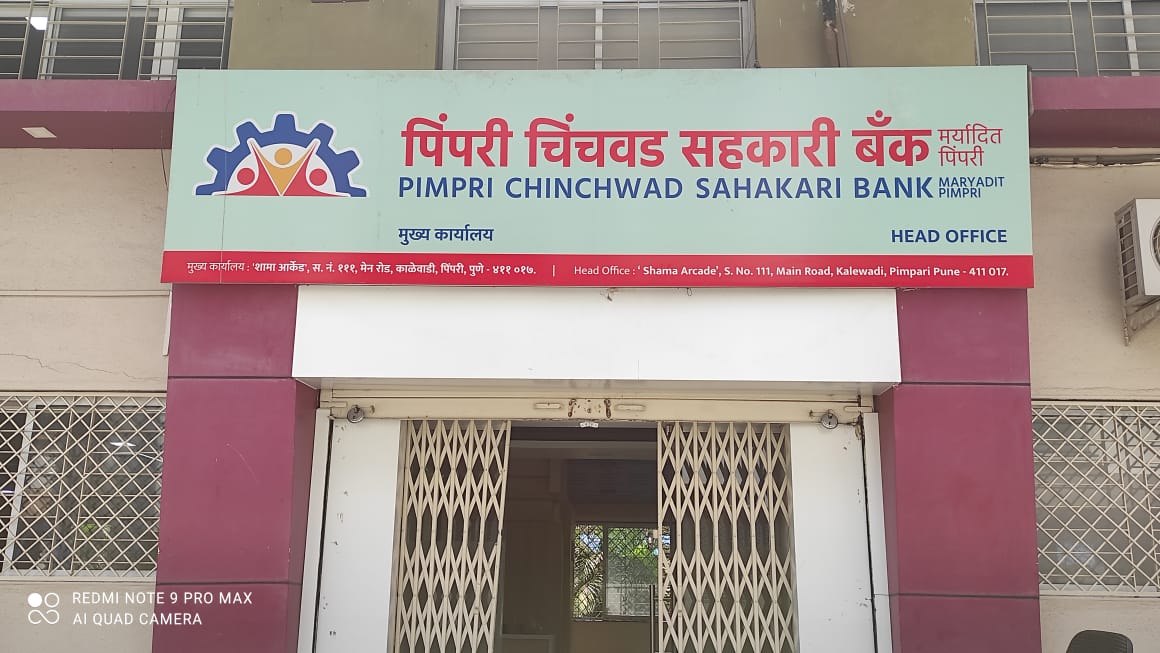 पिंपरी चिंचवड सहकारी बँक मर्यादित पिंपरी
PIMPRI CHINCHWAD SAHAKARI BANK MARYADIT PIMPRI
मुख्य कार्यालय
HEAD OFFICE
मुख्य कार्यालय : 'शामा आर्केड', स. नं. १११, मेन रोड, काळेवाडी, पिंपरी, पुणे - ४११ ०१७. | Head Office : ' Shama Arcade', S. No. 111, Main Road, Kalewadi, Pimpari Pune - 411 017.
REDMI NOTE 9 PRO MAX
AI QUAD CAMERA